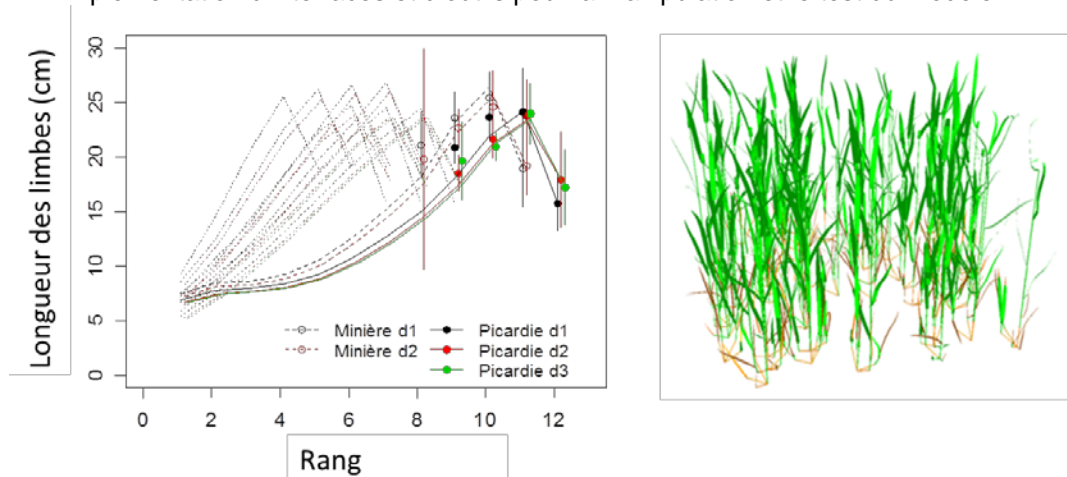 30
25
20
15
10
5
0
Longueur des limbes (cm)
Minière d1
Minière d2
Picardie d1
Picardie d2
Picardie d3
0 2 4 6 8 10 12
Rang